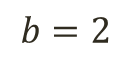 b = 2